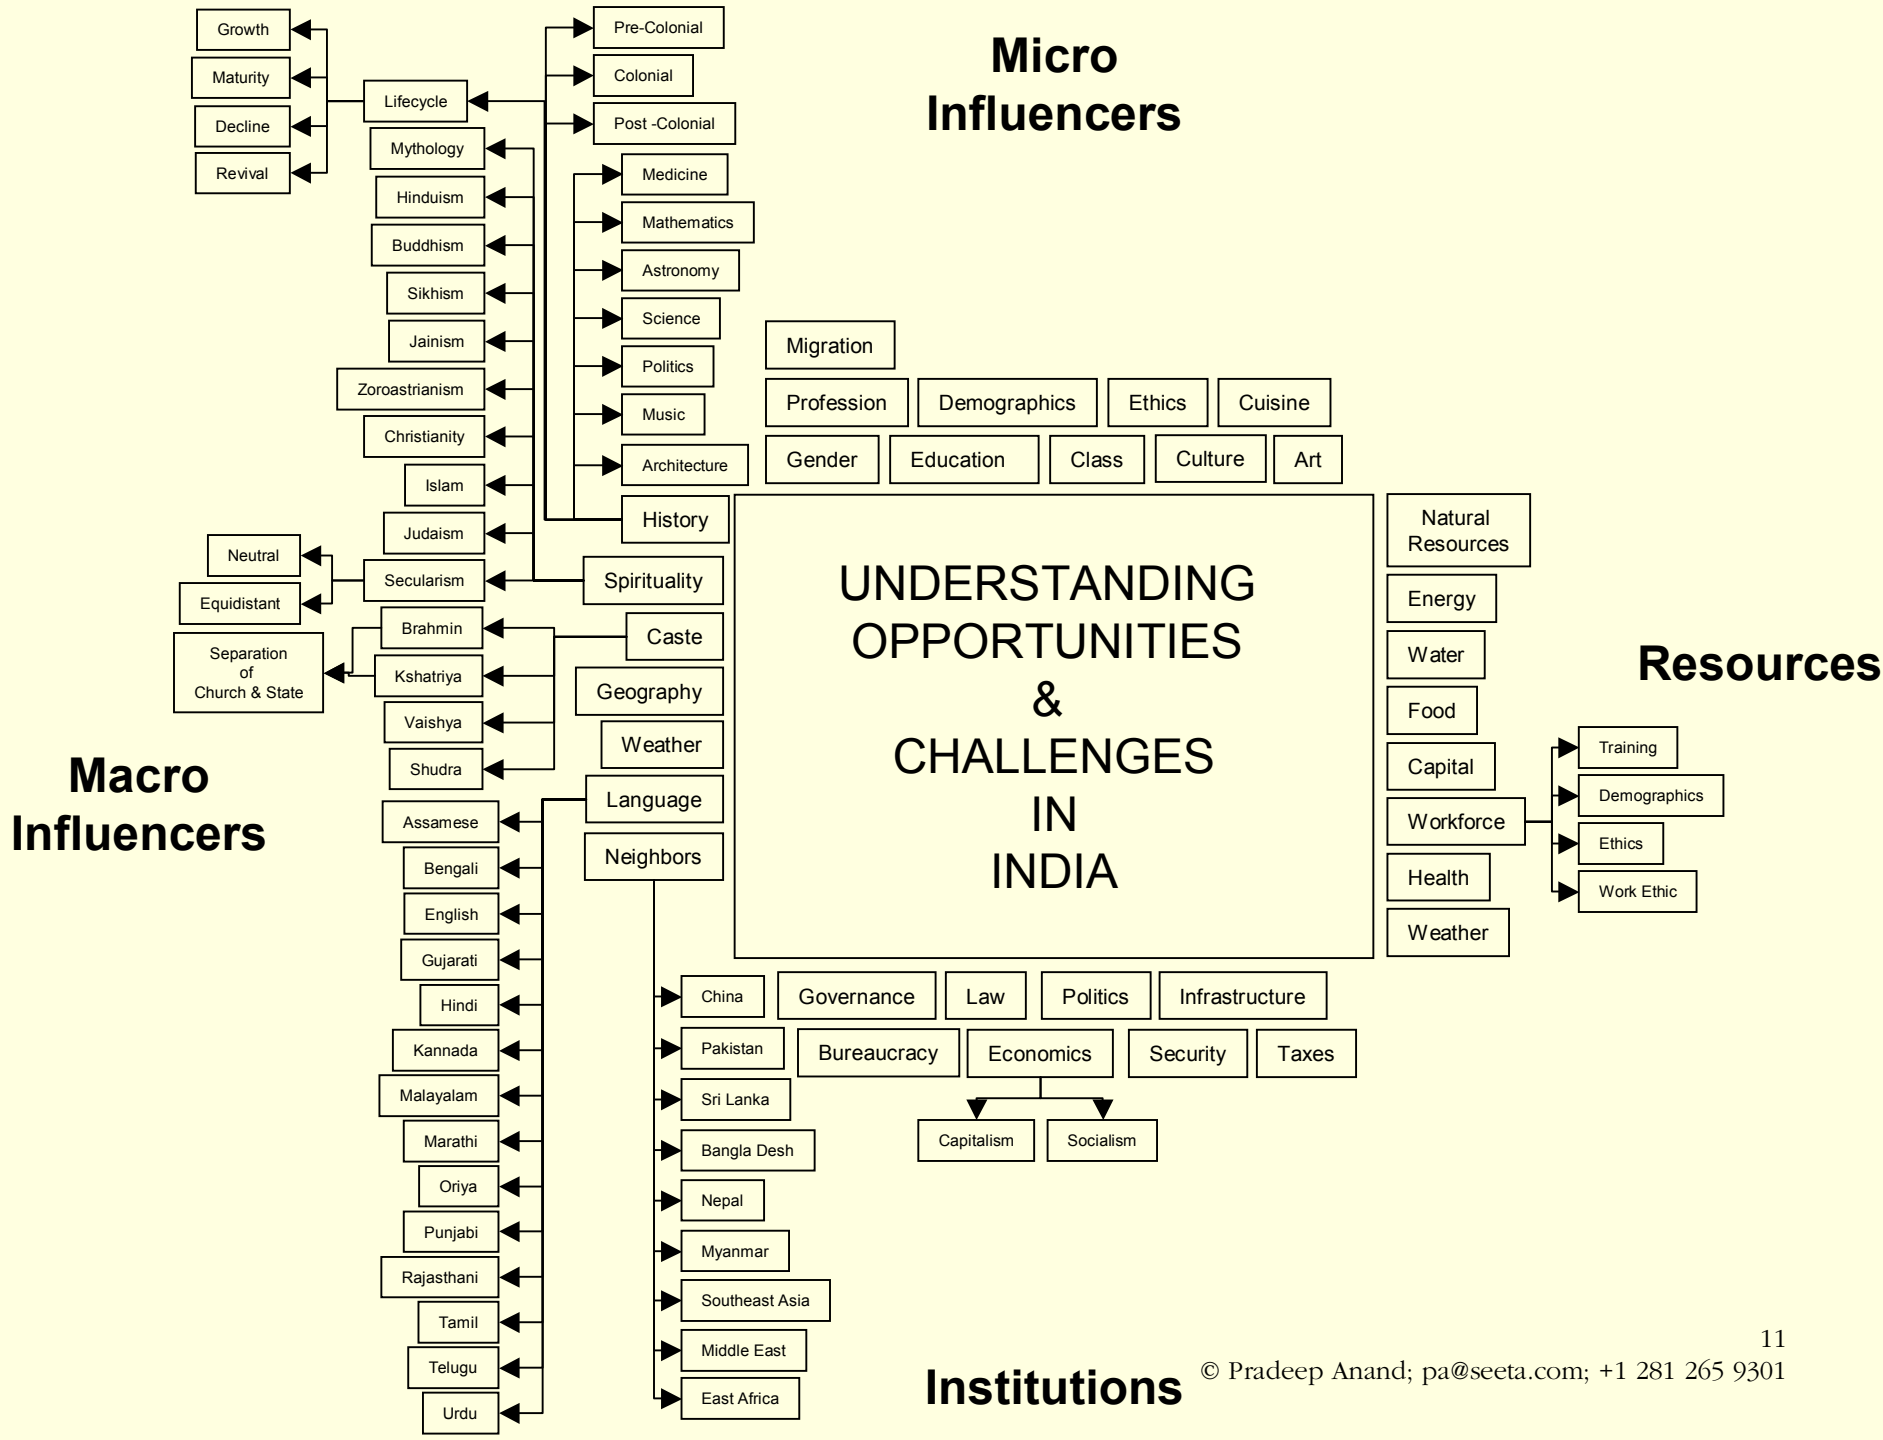 Micro
Influencers
Growth
Maturity
Decline
Revival
Lifecycle
Mythology
Hinduism
Buddhism
Sikhism
Jainism
Zoroastrianism
Christianity
Islam
Judaism
Secularism
Neutral
Equidistant
Separation
of
Church & State
Brahmin
Kshatriya
Vaishya
Shudra
Pre-Colonial
Colonial
Post -Colonial
Medicine
Mathematics
Astronomy
Science
Politics
Music
Architecture
History
Spirituality
Caste
Geography
Weather
Language
Neighbors
Macro
Influencers
Assamese
Bengali
English
Gujarati
Hindi
Kannada
Malayalam
Marathi
Oriya
Punjabi
Rajasthani
Tamil
Telugu
Urdu
China
Pakistan
Sri Lanka
Bangla Desh
Nepal
Myanmar
Southeast Asia
Middle East
East Africa
Migration
Profession Demographics Ethics Cuisine
Gender Education Class Culture Art
UNDERSTANDING
OPPORTUNITIES
&
CHALLENGES
IN
INDIA
Natural
Resources
Energy
Water
Food
Capital
Workforce
Health
Weather
Resources
Training
Demographics
Ethics
Work Ethic
Governance Law Politics Infrastructure
Bureaucracy Economics Security Taxes
Capitalism Socialism
Institutions
11
© Pradeep Anand; pa@seeta.com; +1 281 265 9301